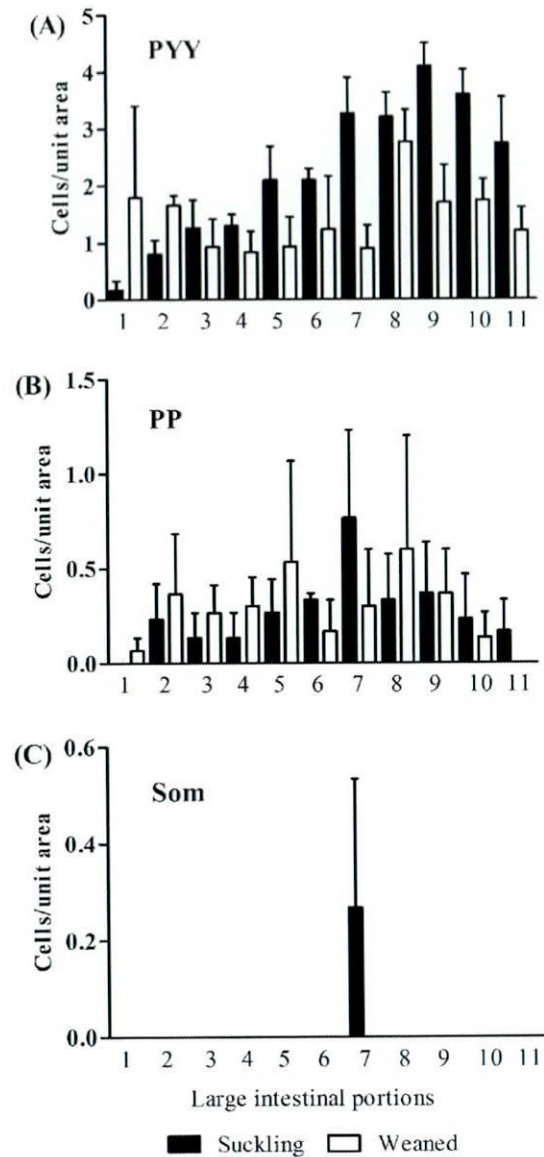 (A)
PYY
Cells/unit area
5
4
3
2
1
0
1 2 3 4 5 6 7 8 9 10 11
(B)
PP
Cells/unit area
1.5
1.0
0.5
0.0
1 2 3 4 5 6 7 8 9 10 11
(C)
Som
Cells/unit area
0.6
0.4
0.2
0.0
1 2 3 4 5 6 7 8 9 10 11
Large intestinal portions
Suckling Weaned